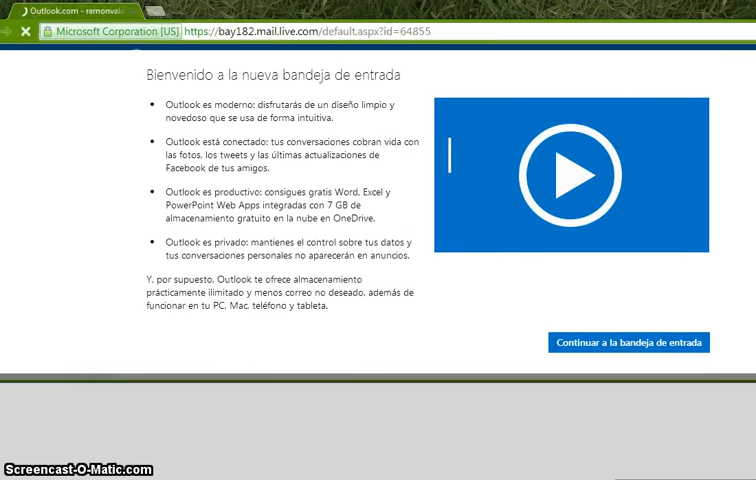 Outlook.com - ramonval
Microsoft Corporation [US] https://bay182.mail.live.com/default.aspx?id=64855
Bienvenido a la nueva bandeja de entrada
• Outlook es moderno: disfrutarás de un diseño limpio y
novedoso que se usa de forma intuitiva.
• Outlook está conectado: tus conversaciones cobran vida con
las fotos, los tweets y las últimas actualizaciones de
Facebook de tus amigos.
• Outlook es productivo: consigues gratis Word, Excel y
PowerPoint Web Apps integradas con 7 GB de
almacenamiento gratuito en la nube en OneDrive.
• Outlook es privado: mantienes el control sobre tus datos y
tus conversaciones personales no aparecerán en anuncios.
Y, por supuesto, Outlook te ofrece almacenamiento
prácticamente ilimitado y menos correo no deseado, además de
funcionar en tu PC, Mac, teléfono y tableta.
Continuar a la bandeja de entrada
Screencast-O-Matic.com